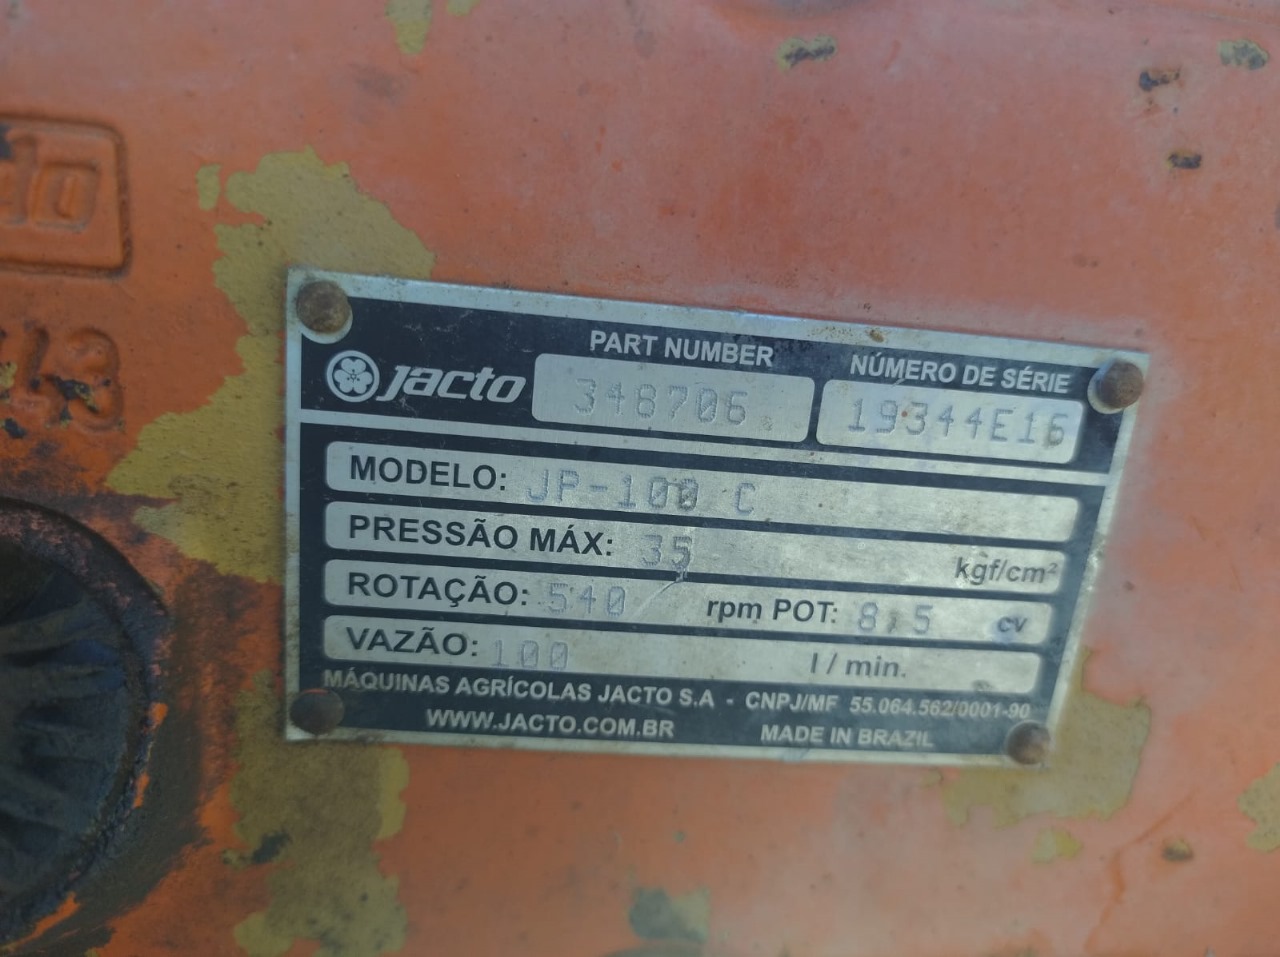 PART NUMBER NÚMERO DE SÉRIE
jacto 348706 19344E16
MODELO: JP-100 C
PRESSÃO MÁX: 35 kgf/cm²
ROTAÇÃO: 540 rpm POT: 8,5 cv
VAZÃO: 100 l / min.
MÁQUINAS AGRÍCOLAS JACTO S.A - CNPJ/MF 55.064.562/0001-90
WWW.JACTO.COM.BR MADE IN BRAZIL